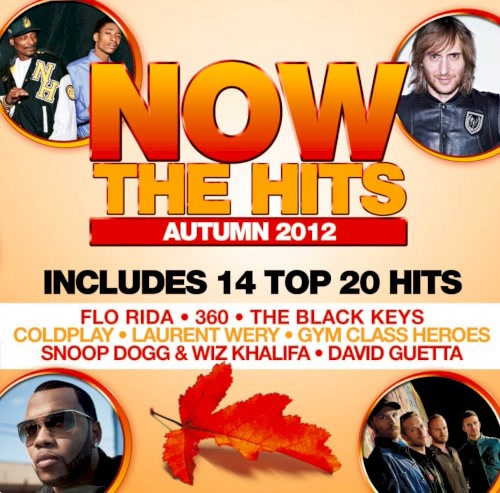 NH
NOW
THE HITS
AUTUMN 2012
INCLUDES 14 TOP 20 HITS
FLO RIDA • 360 • THE BLACK KEYS
COLDPLAY • LAURENT WERY • GYM CLASS HEROES
SNOOP DOGG & WIZ KHALIFA • DAVID GUETTA